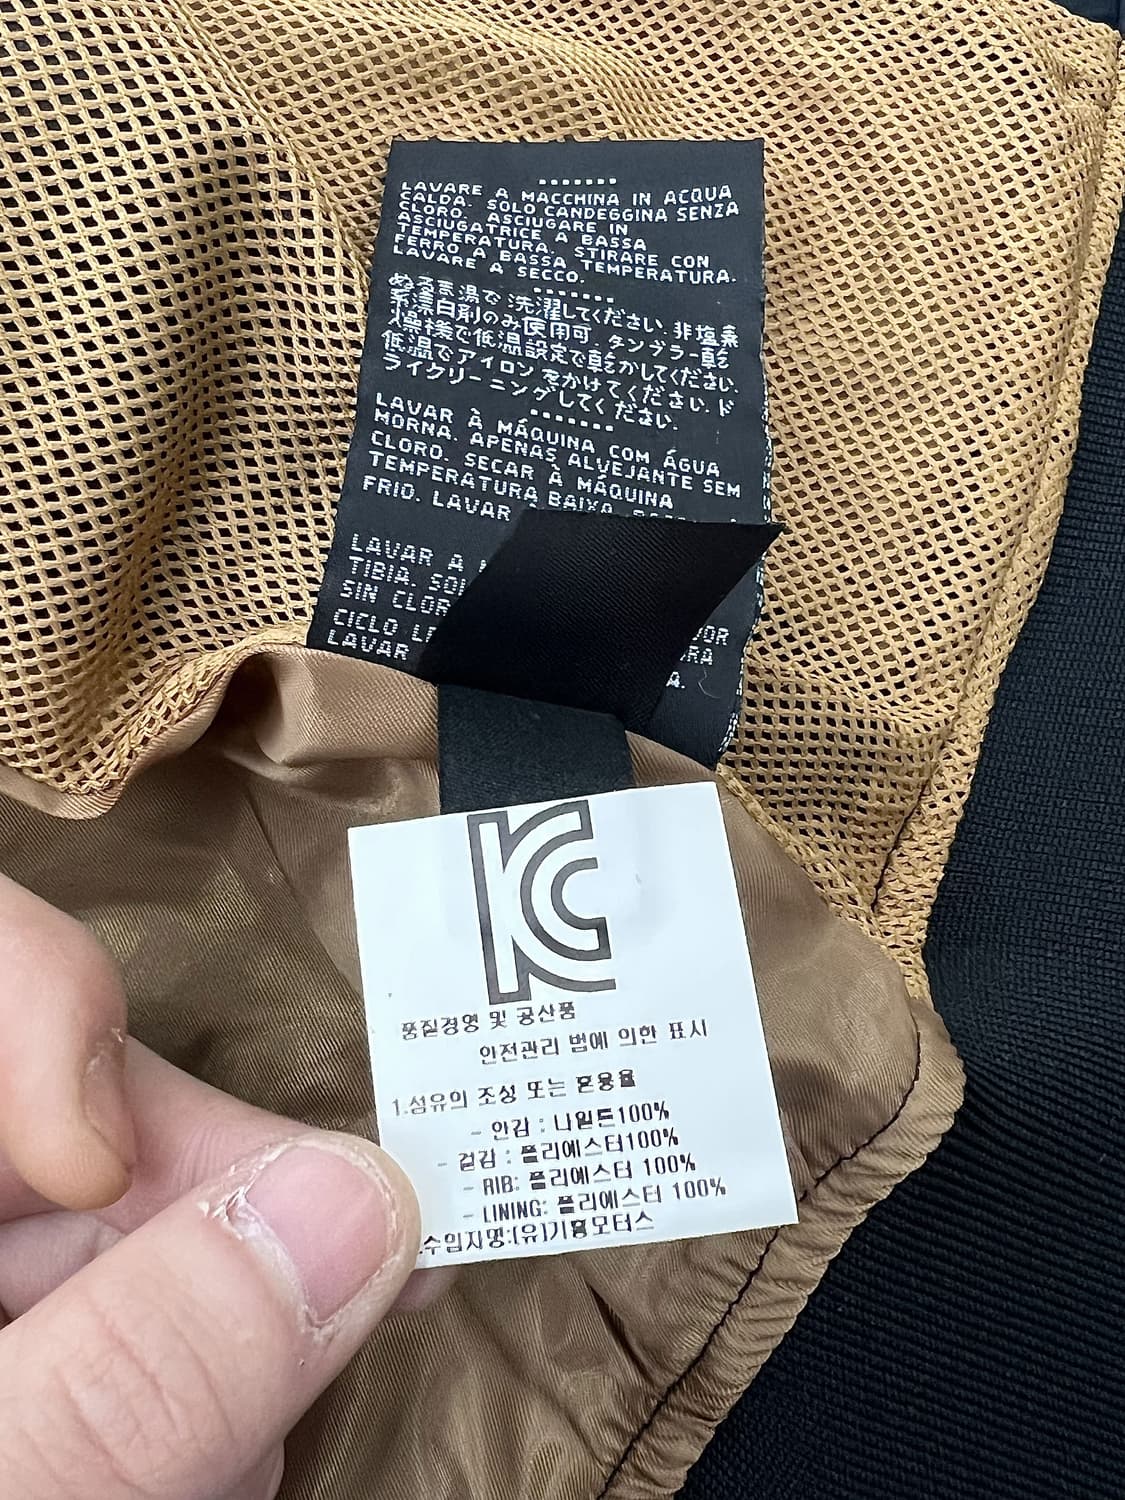 LAVARE A MACCHINA IN ACQUA
CALDA. SOLO CANDEGGINA SENZA
CLORO. ASCIUGARE IN
ASCIUGATRICE A BASSA
TEMPERATURA. STIRARE CON
FERRO A BASSA TEMPERATURA.
LAVARE A SECCO.
ぬるま湯で洗濯してください.非塩素
系漂白剤のみ使用可.タンブラー乾
燥機で低温設定で乾かしてください.
低温でアイロンをかけてください.ド
ライクリーニングしてください.
LAVAR À MÁQUINA COM ÁGUA
MORNA. APENAS ALVEJANTE SEM
CLORO. SECAR À MÁQUINA
TEMPERATURA BAIXA.
FRIO. LAVAR
LAVAR A
TIBIA.
SIN
CICLO
LAVAR
KC
품질경영 및 공산품
안전관리 법에 의한 표시
1.섬유의 조성 또는 혼용율
- 안감 : 나일론100%
- 겉감 : 폴리에스터100%
- RIB: 폴리에스터 100%
- LINING: 폴리에스터 100%
수입자명:(유)기흥모터스